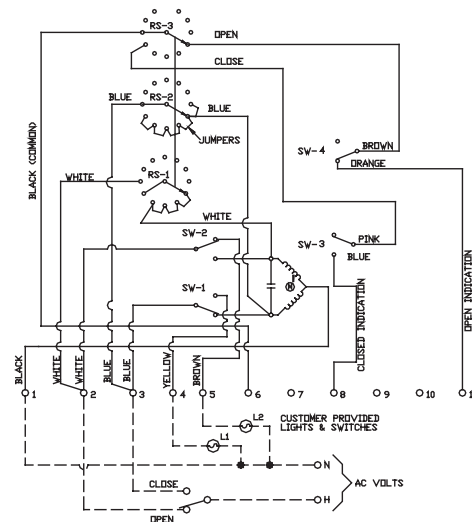 RS-3
OPEN
CLOSE
BLUE
RS-2
BLUE
JUMPERS
BLACK (COMMON)
SW-4
BROWN
ORANGE
WHITE
RS-1
WHITE
SW-2
SW-3
PINK
BLUE
SW-1
M
CLOSED INDICATION
OPEN INDICATION
BLACK
WHITE
WHITE
BLUE
BLUE
YELLOW
BROWN
1 2 3 4 5 6 7 8 9 10 1
L2
CUSTOMER PROVIDED
LIGHTS & SWITCHES
L1
N
CLOSE
AC VOLTS
H
OPEN